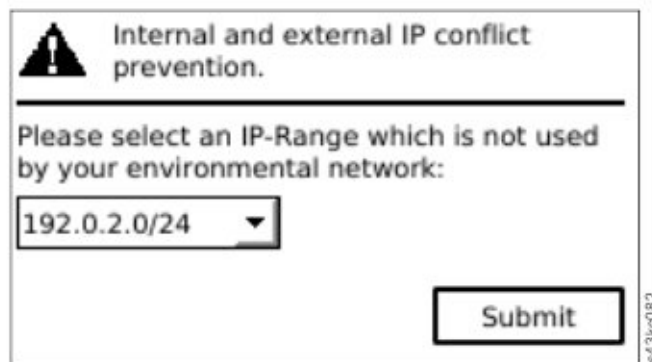 Internal and external IP conflict
prevention.
Please select an IP-Range which is not used
by your environmental network:
192.0.2.0/24
Submit